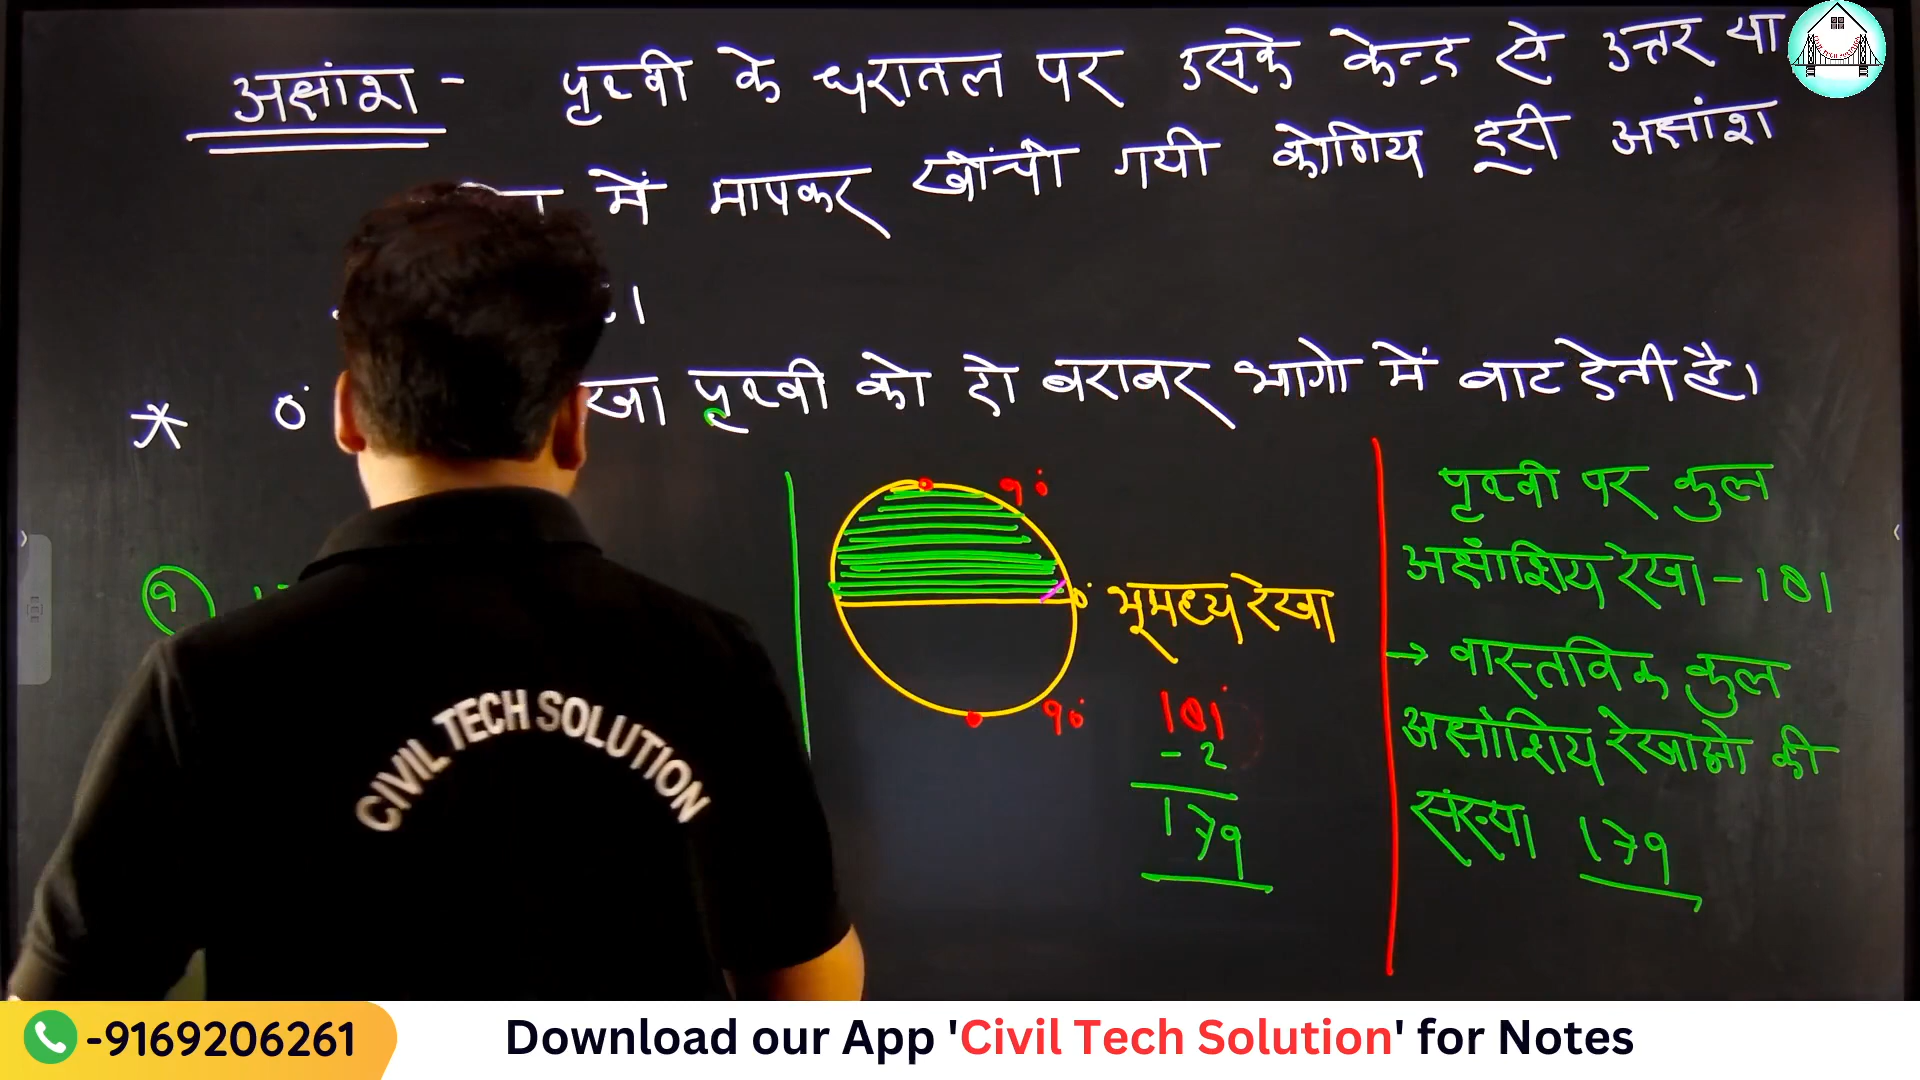 अक्षांश - पृथ्वी के धरातल पर उसके केन्द्र से उत्तर या
में मापकर खींची गयी कोणिय दूरी अक्षांश
* 0° पृथ्वी को दो बराबर भागो में बाट देती है।
90°
0° भूमध्य रेखा
90°
181
- 2
179
पृथ्वी पर कुल
अक्षांशिय रेखा - 181
→ वास्तविक कुल
अक्षांशिय रेखाओ की
संख्या 179
CIVIL TECH SOLUTION
-9169206261
Download our App 'Civil Tech Solution' for Notes